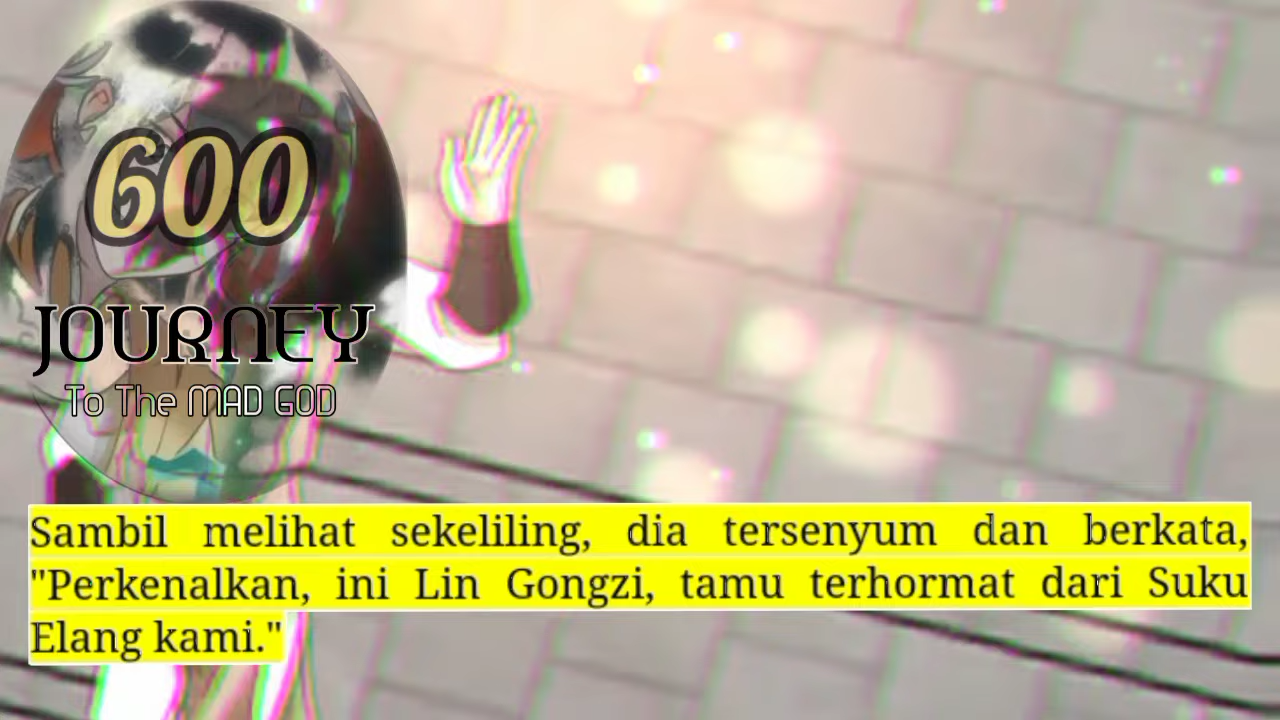 600
JOURNEY
To The MAD GOD
Sambil melihat sekeliling, dia tersenyum dan berkata,
"Perkenalkan, ini Lin Gongzi, tamu terhormat dari Suku
Elang kami."